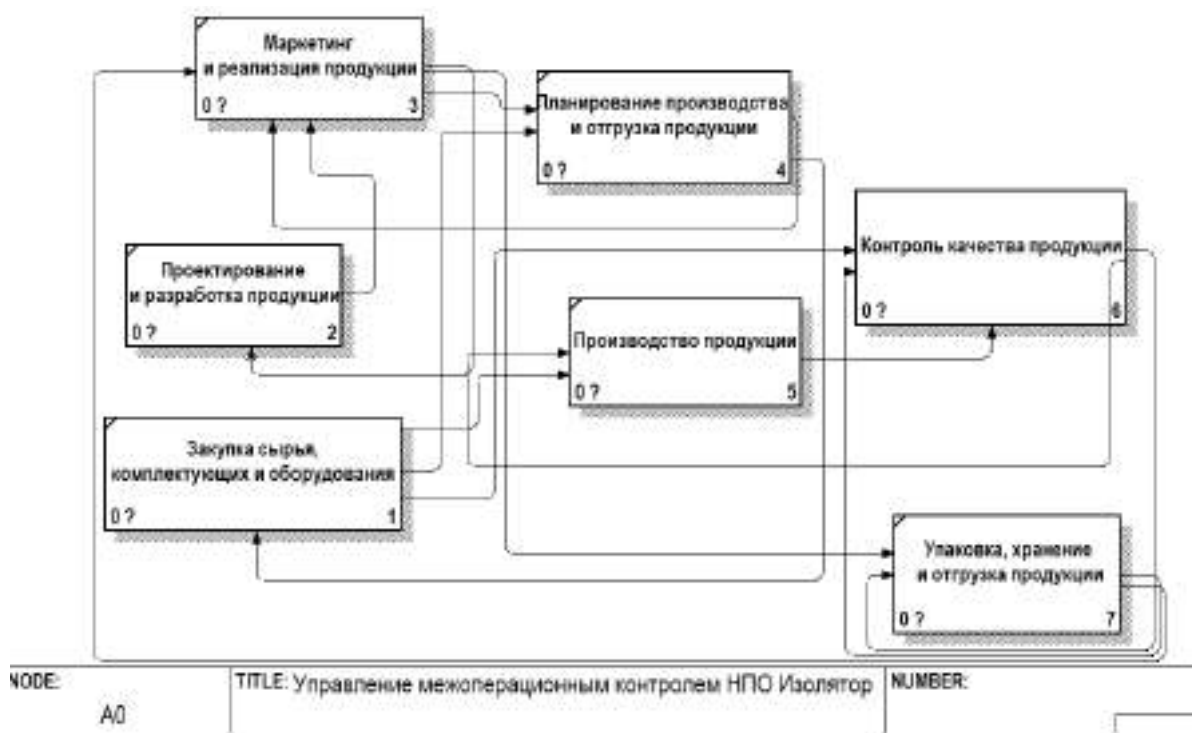 Маркетинг
и реализация продукции
0 ?
3
Планирование производства
и отгрузка продукции
0 ?
4
Контроль качества продукции
0 ?
6
Проектирование
и разработка продукции
0 ?
2
Производство продукции
0 ?
5
Закупка сырья,
комплектующих и оборудования
0 ?
1
Упаковка, хранение
и отгрузка продукции
0 ?
7
NODE:
A0
TITLE: Управление межоперационным контролем НПО Изолятор
NUMBER: